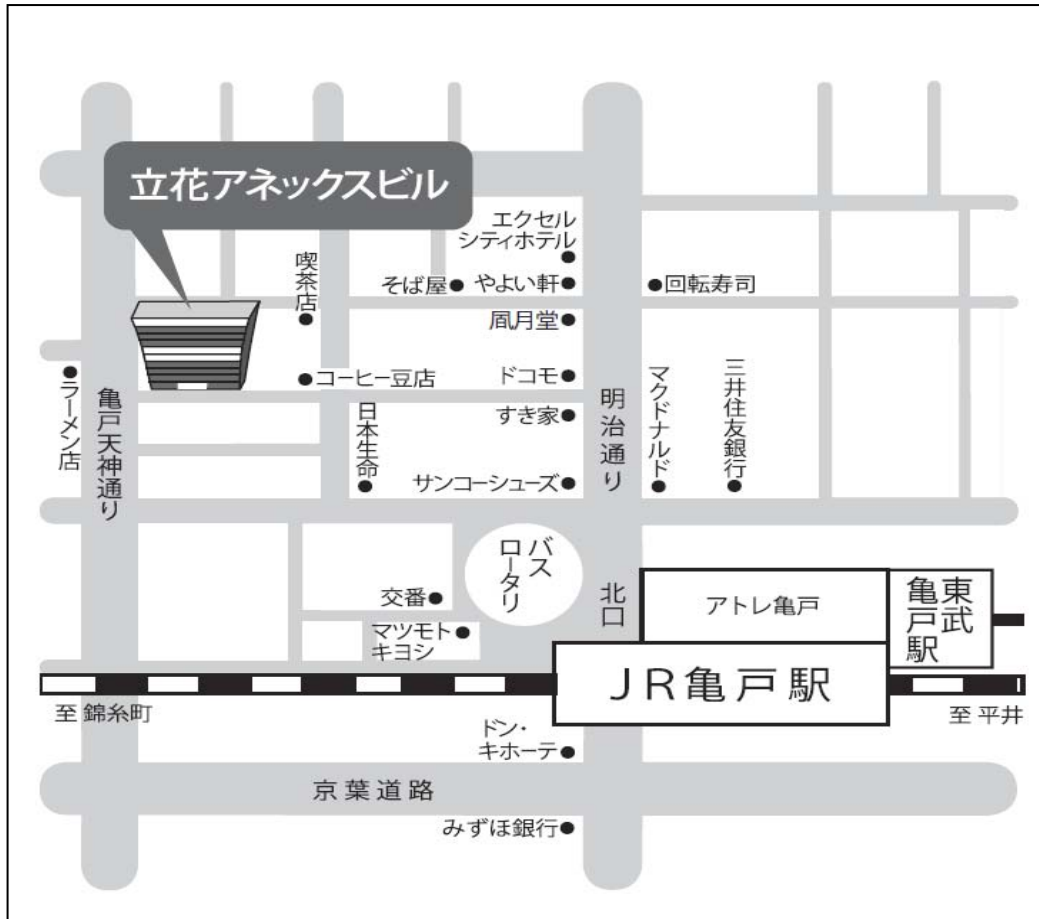 立花アネックスビル
エクセル
シティホテル
喫茶店
そば屋
やよい軒
回転寿司
凮月堂
ラーメン店
コーヒー豆店
ドコモ
亀戸天神通り
日本生命
すき家
明治通り
マクドナルド
三井住友銀行
サンコーシューズ
バス
ロータリ
北口
アトレ亀戸
東武
亀戸駅
交番
マツモト
キヨシ
JR亀戸駅
至 錦糸町
至 平井
ドン・
キホーテ
京葉道路
みずほ銀行